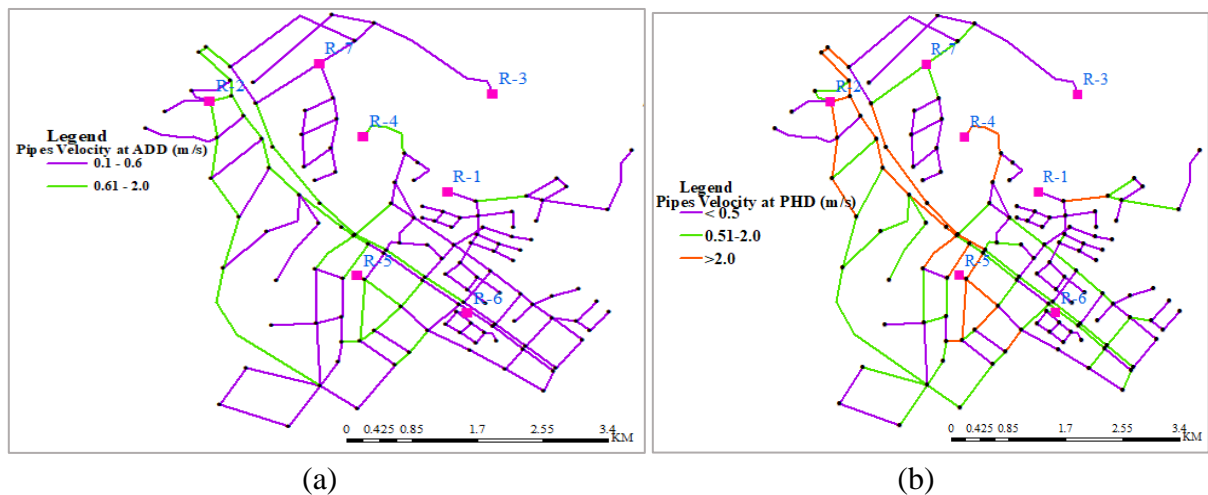 R-7
R-3
R-2
R-4
Legend
Pipes Velocity at ADD (m/s)
0.1 - 0.6
0.61 - 2.0
R-1
R-5
R-6
0 0.425 0.85 1.7 2.55 3.4
KM
(a)
R-7
R-3
R-2
R-4
Legend
Pipes Velocity at PHD (m/s)
< 0.5
0.51-2.0
>2.0
R-1
R-5
R-6
0 0.425 0.85 1.7 2.55 3.4
KM
(b)